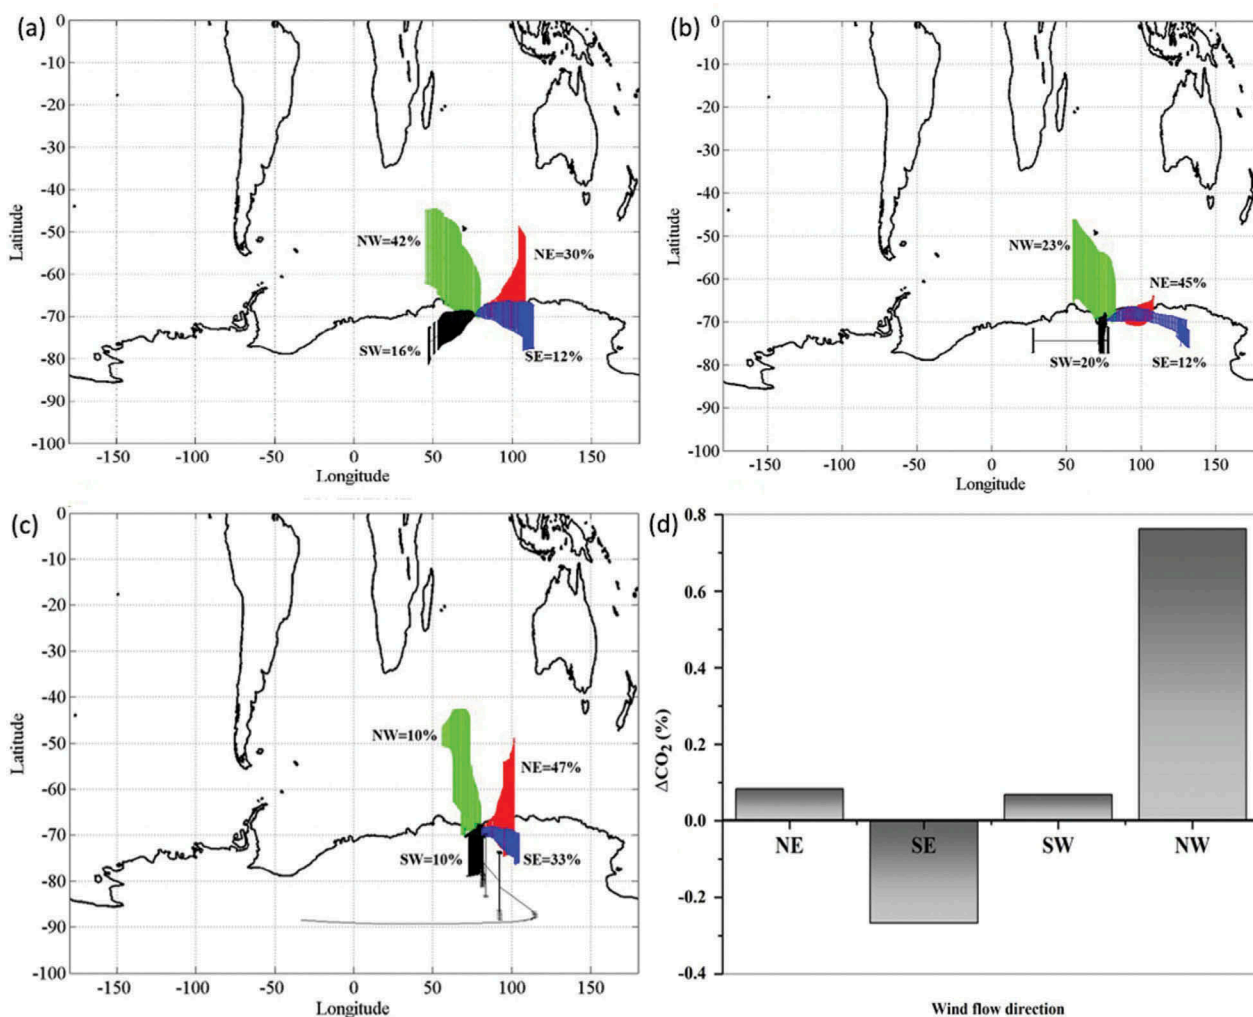 (a)
0
-10
-20
-30
-40
-50
-60
-70
-80
-90
-100
Latitude
NW=42%
NE=30%
SW=16%
SE=12%
-150 -100 -50 0 50 100 150
Longitude
(b)
0
-10
-20
-30
-40
-50
-60
-70
-80
-90
-100
Latitude
NW=23%
NE=45%
SW=20%
SE=12%
-150 -100 -50 0 50 100 150
Longitude
(c)
0
-10
-20
-30
-40
-50
-60
-70
-80
-90
-100
Latitude
NW=10%
NE=47%
SW=10%
SE=33%
-150 -100 -50 0 50 100 150
Longitude
(d)
0.8
0.6
0.4
0.2
0.0
-0.2
-0.4
ΔCO₂ (%)
NE SE SW NW
Wind flow direction